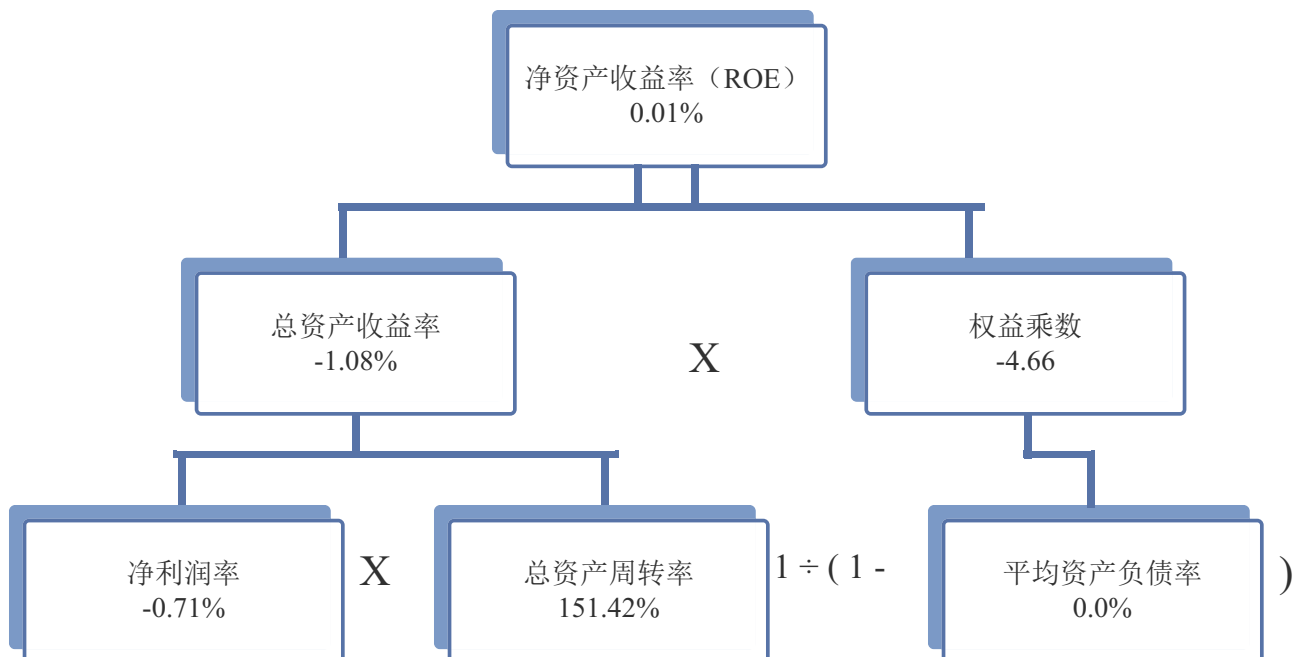 净资产收益率（ROE）
0.01%
总资产收益率
-1.08%
X
权益乘数
-4.66
净利润率
-0.71%
X
总资产周转率
151.42%
1 ÷ ( 1 -
平均资产负债率
0.0%
)